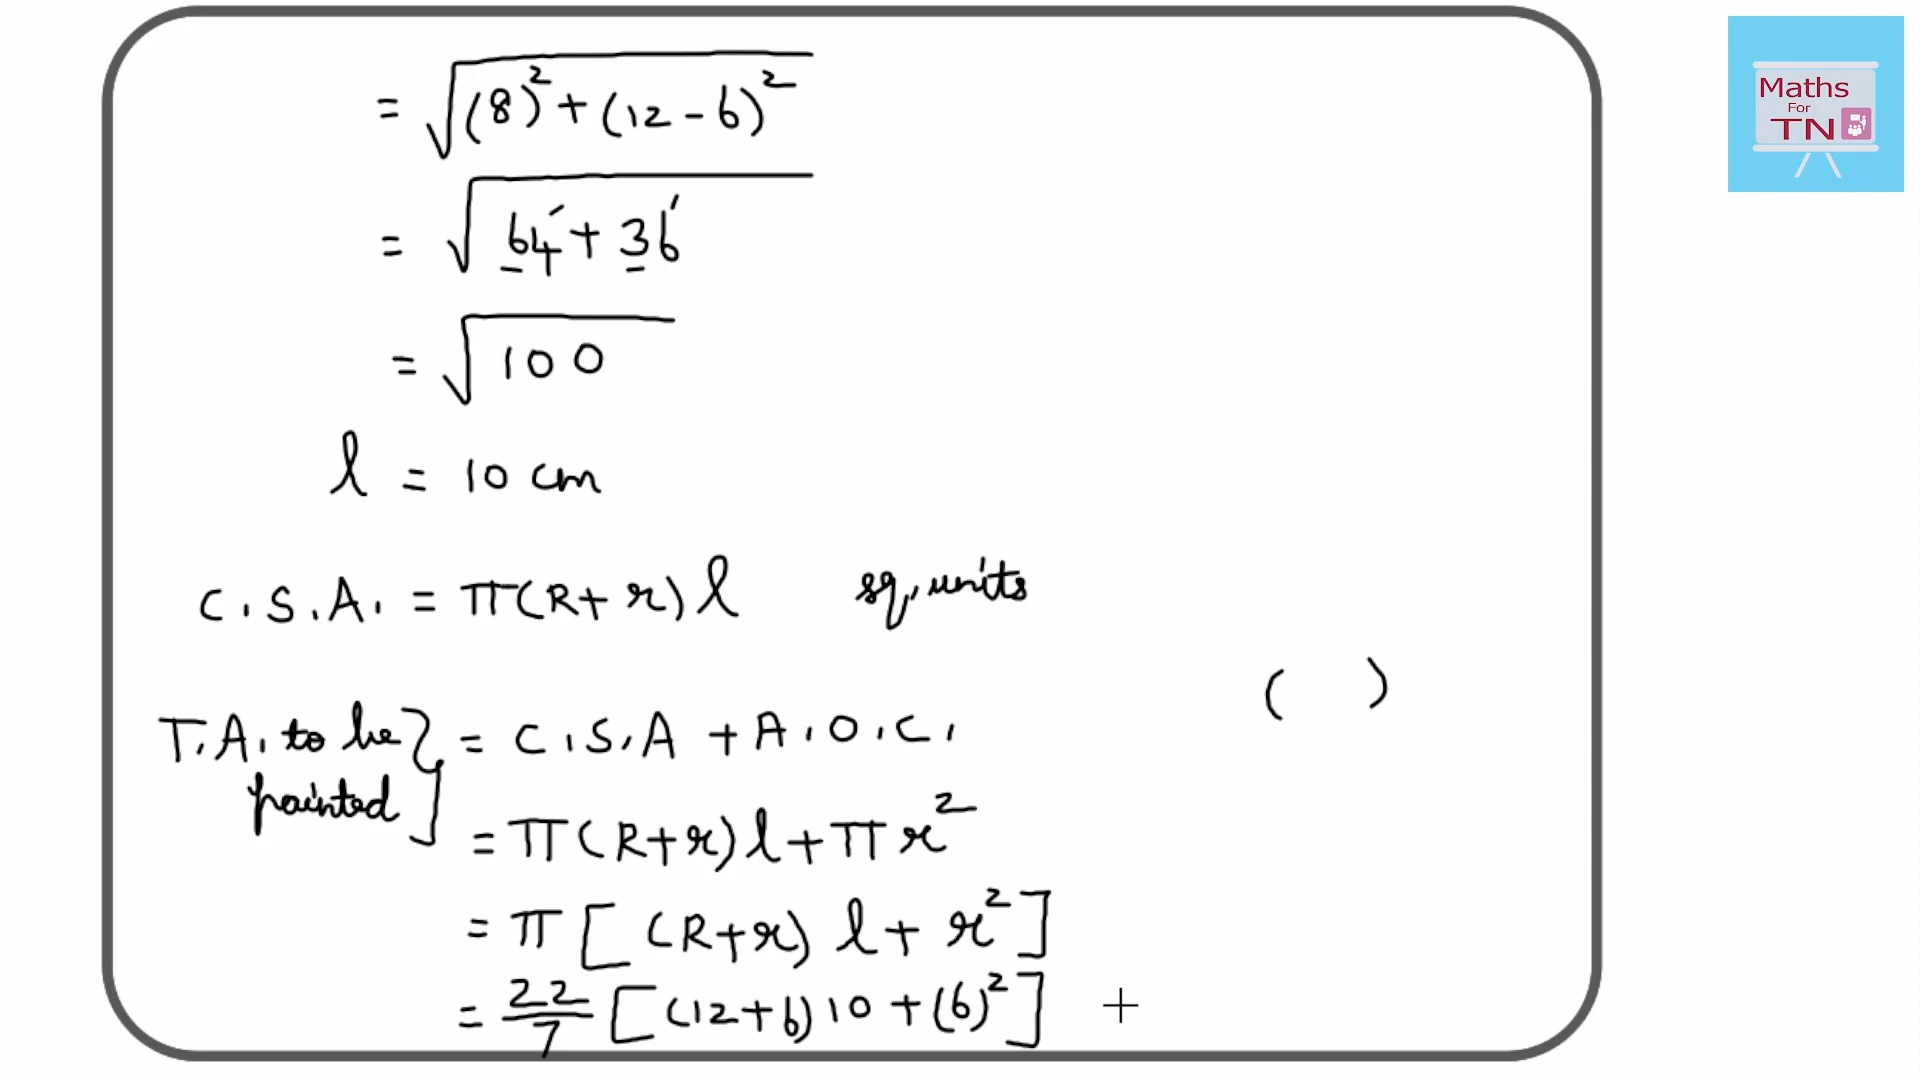 = √(8)² + (12 - 6)²
= √64 + 36
= √100
l = 10 cm
C.S.A. = π(R + r) l sq. units
( )
T.A. to be painted } = C.S.A + A.O.C.
= π(R+r) l + π r²
= π [ (R+r) l + r² ]
= 22/7 [ (12+6) 10 + (6)² ]
Maths
For
TN